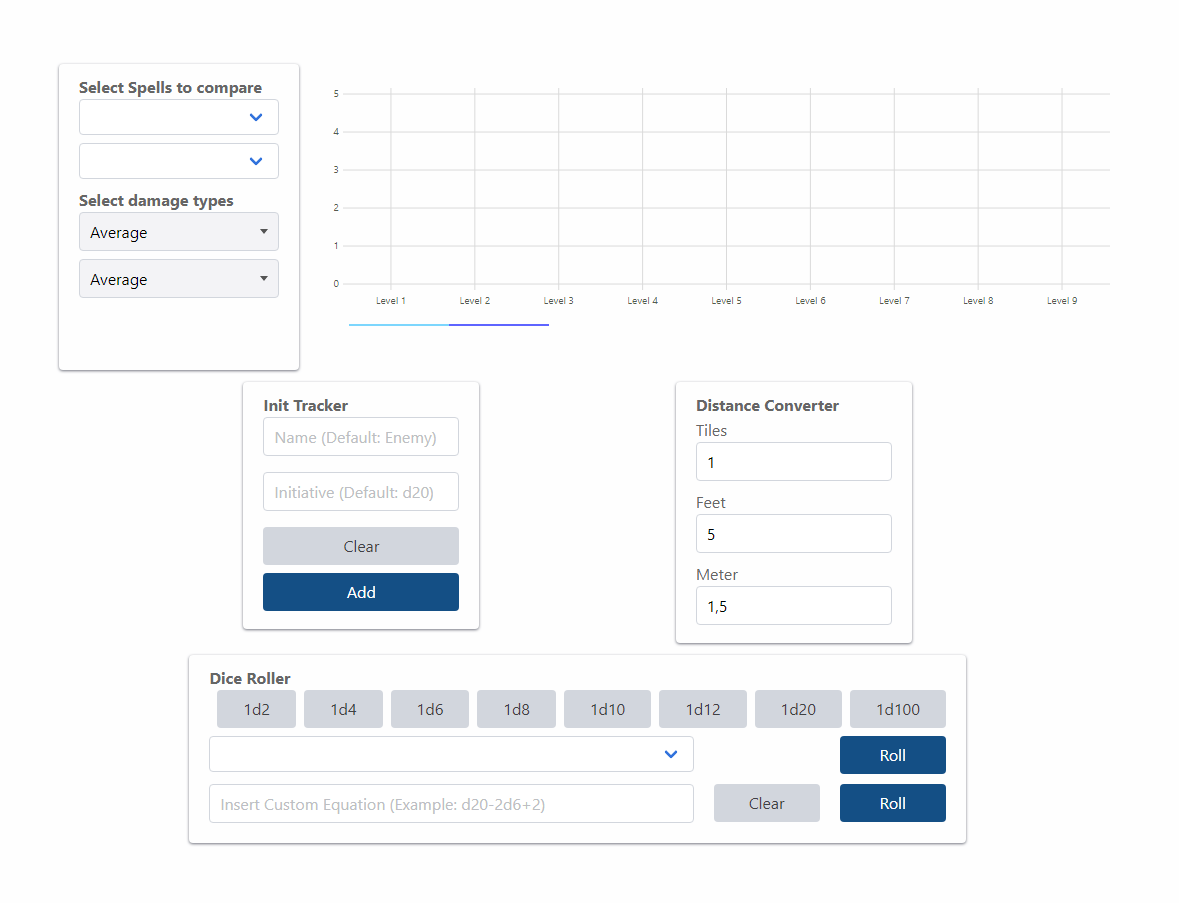 Select Spells to compare
Select damage types
Average
Average
5
4
3
2
1
0
Level 1 Level 2 Level 3 Level 4 Level 5 Level 6 Level 7 Level 8 Level 9
Init Tracker
Name (Default: Enemy)
Initiative (Default: d20)
Clear
Add
Distance Converter
Tiles
1
Feet
5
Meter
1,5
Dice Roller
1d2 1d4 1d6 1d8 1d10 1d12 1d20 1d100
Roll
Insert Custom Equation (Example: d20-2d6+2) Clear Roll